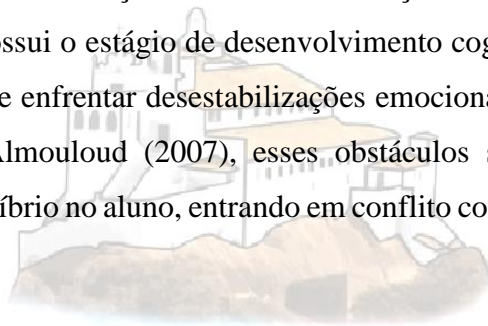 ossui o estágio de desenvolvimento cog
e enfrentar desestabilizações emociona
Almouloud (2007), esses obstáculos s
íbrio no aluno, entrando em conflito co